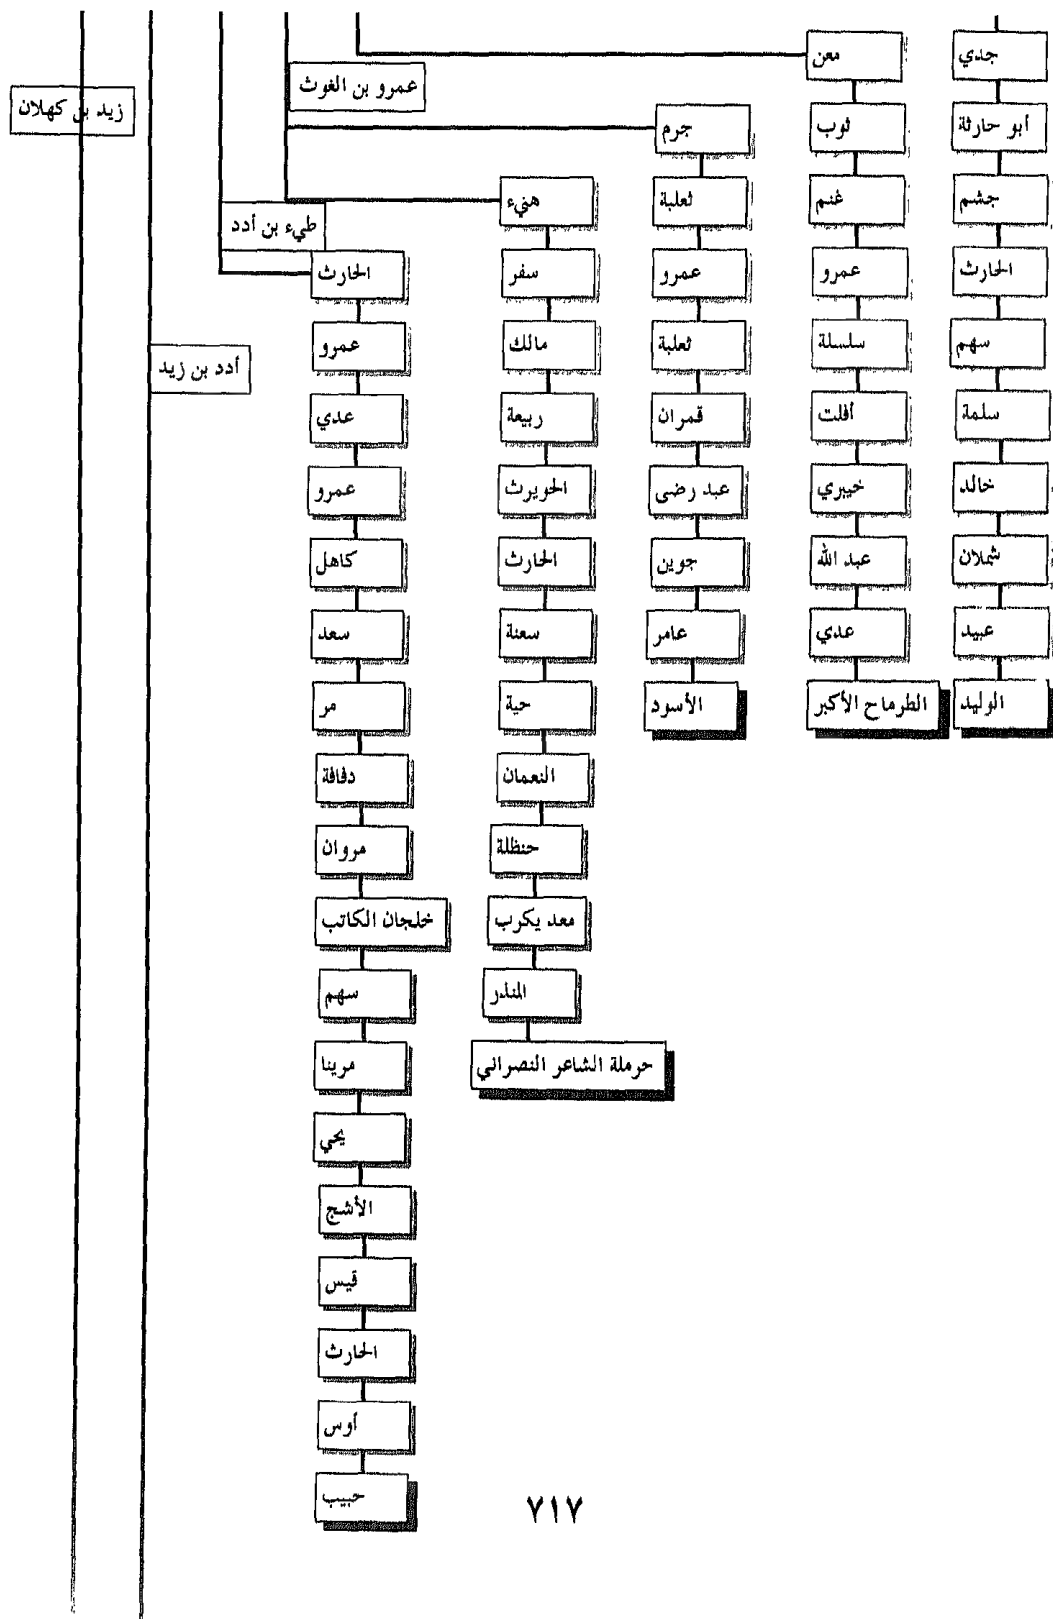 جدي
أبو حارثة
جشم
الحارث
سهم
سلمة
خالد
شملان
عبيد
الوليد
معن
ثوب
غنم
عمرو
سلسلة
أفلت
خيبري
عبد الله
عدي
الطرماح الأكبر
جرم
ثعلبة
عمرو
ثعلبة
قمران
عبد رضى
جوين
عامر
الأسود
عمرو بن الغوث
هنيء
سفر
مالك
ربيعة
الحويرث
الحارث
سعنة
حية
النعمان
حنظلة
معد يكرب
المنذر
حرملة الشاعر النصراني
طيء بن أدد
الحارث
عمرو
عدي
عمرو
كاهل
سعد
مر
دفافة
مروان
خلجان الكاتب
سهم
مرينا
يحي
الأشج
قيس
الحارث
أوس
حبيب
أدد بن زيد
زيد بن كهلان
٧١٧